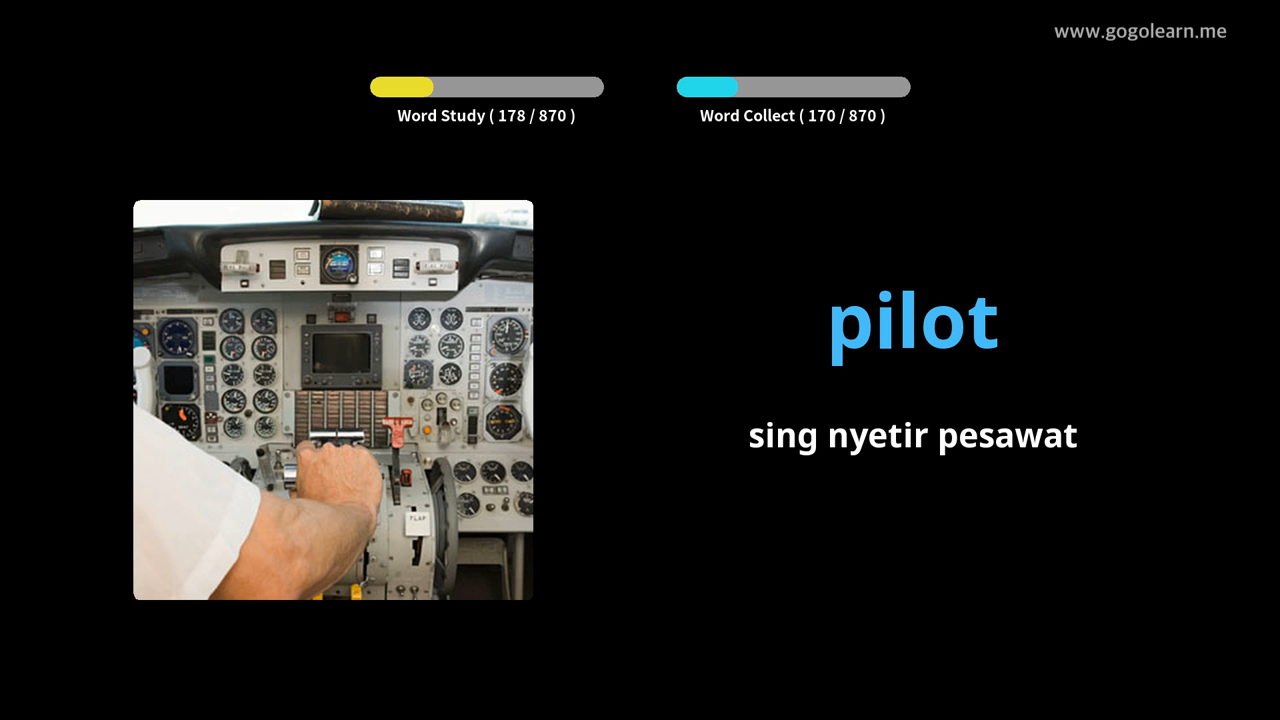 www.gogolearn.me
Word Study ( 178 / 870 )
Word Collect ( 170 / 870 )
pilot
sing nyetir pesawat
FLAP